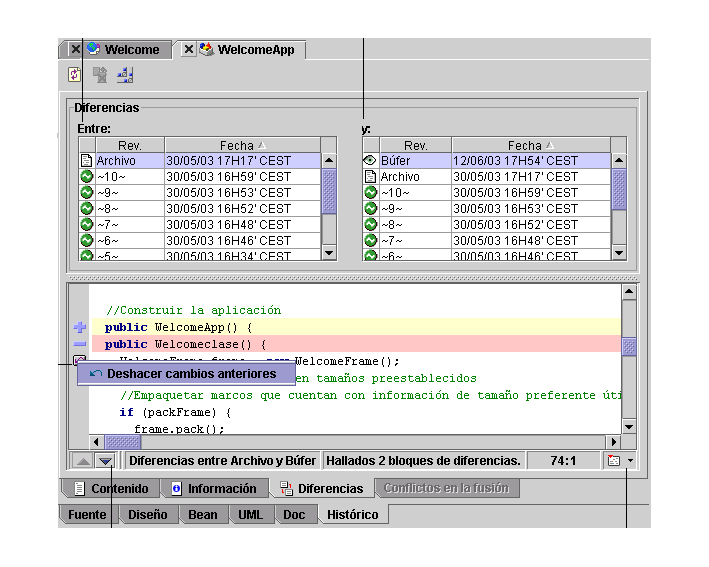 Welcome WelcomeApp
Diferencias
Entre: y:
Rev. Fecha Rev. Fecha
Archivo 30/05/03 17H17' CEST Búfer 12/06/03 17H54' CEST
~10~ 30/05/03 16H59' CEST Archivo 30/05/03 17H17' CEST
~9~ 30/05/03 16H53' CEST ~10~ 30/05/03 16H59' CEST
~8~ 30/05/03 16H52' CEST ~9~ 30/05/03 16H53' CEST
~7~ 30/05/03 16H48' CEST ~8~ 30/05/03 16H52' CEST
~6~ 30/05/03 16H46' CEST ~7~ 30/05/03 16H48' CEST
~5~ 30/05/03 16H34' CEST ~6~ 30/05/03 16H46' CEST
//Construir la aplicación
public WelcomeApp() {
public Welcomeclase() {
WelcomeFrame frame = new WelcomeFrame();
Deshacer cambios anteriores
en tamaños preestablecidos
//Empaquetar marcos que cuentan con información de tamaño preferente úti
if (packFrame) {
frame.pack();
Diferencias entre Archivo y Búfer Hallados 2 bloques de diferencias. 74:1
Contenido Información Diferencias Conflictos en la fusión
Fuente Diseño Bean UML Doc Histórico